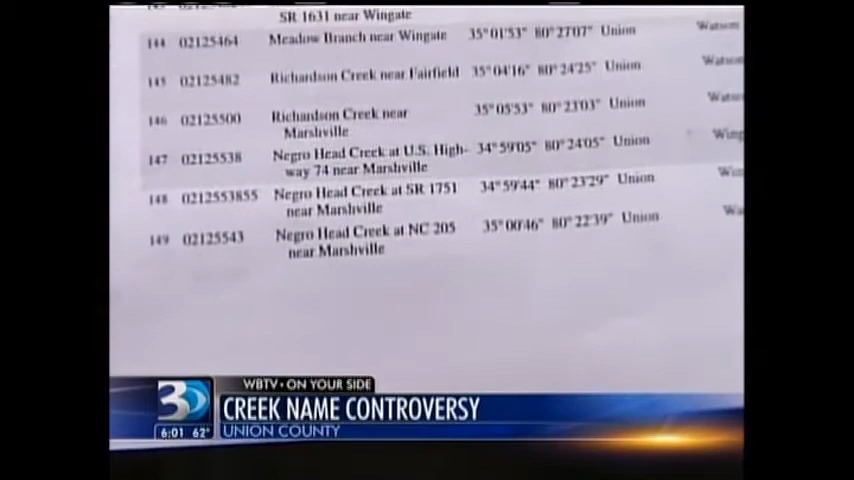 SR 1631 near Wingate
144 02125464 Meadow Branch near Wingate 35°01'53" 80°27'07" Union
145 02125482 Richardson Creek near Fairfield 35°04'16" 80°24'25" Union
146 02125500 Richardson Creek near 35°05'53" 80°23'03" Union
Marshville
147 02125538 Negro Head Creek at U.S. High- 34°59'05" 80°24'05" Union
way 74 near Marshville
148 0212553855 Negro Head Creek at SR 1751 34°59'44" 80°23'29" Union
near Marshville
149 02125543 Negro Head Creek at NC 205 35°00'46" 80°22'39" Union
near Marshville
3
WBTV • ON YOUR SIDE
CREEK NAME CONTROVERSY
6:01 62°
UNION COUNTY